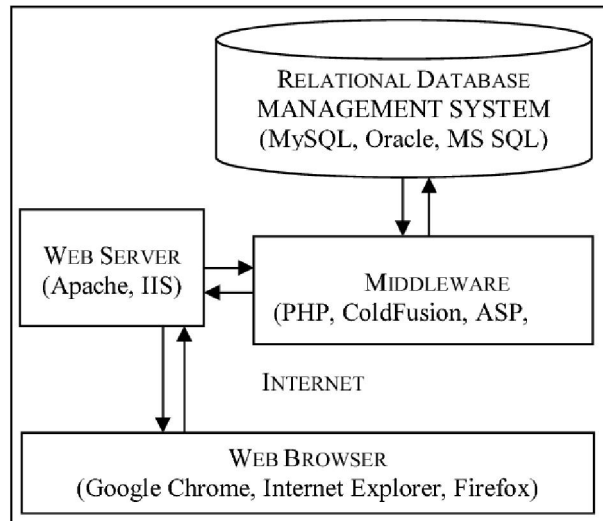 RELATIONAL DATABASE
MANAGEMENT SYSTEM
(MySQL, Oracle, MS SQL)
WEB SERVER
(Apache, IIS)
MIDDLEWARE
(PHP, ColdFusion, ASP,
INTERNET
WEB BROWSER
(Google Chrome, Internet Explorer, Firefox)